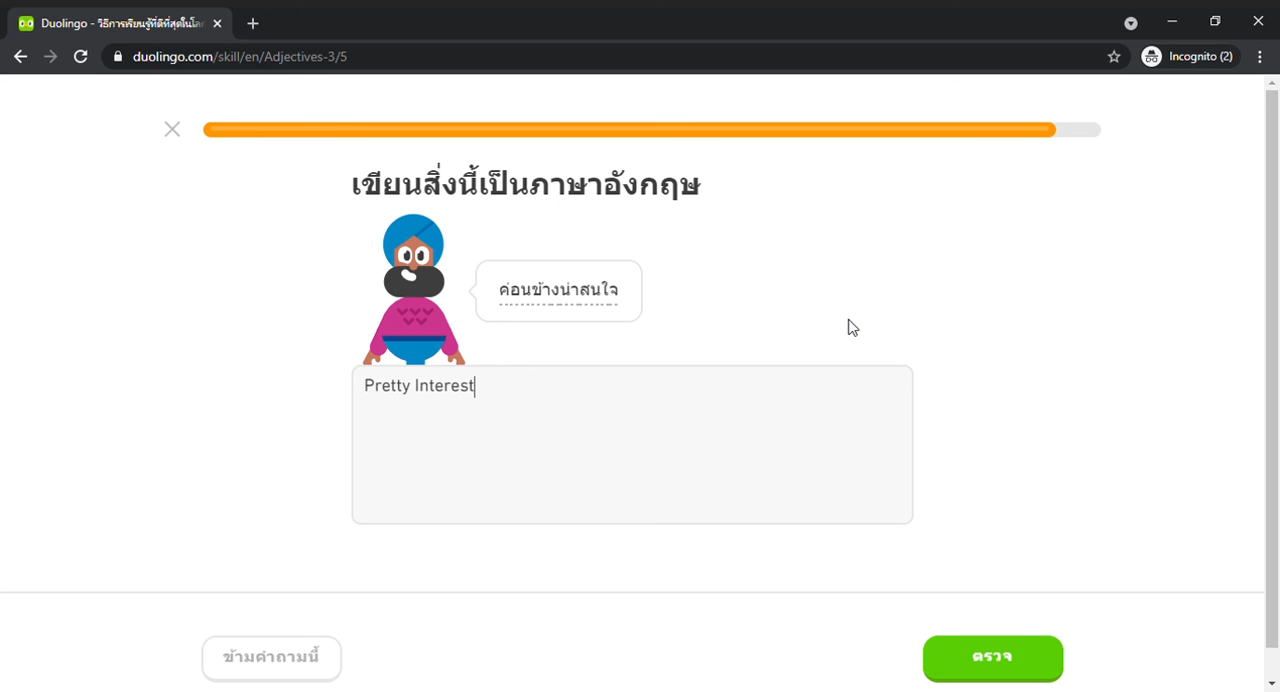 Duolingo - วิธีการเรียนรู้ที่ดีที่สุดในโล
duolingo.com/skill/en/Adjectives-3/5
Incognito (2)
เขียนสิ่งนี้เป็นภาษาอังกฤษ
ค่อนข้างน่าสนใจ
Pretty Interest
ข้ามคำถามนี้
ตรวจ